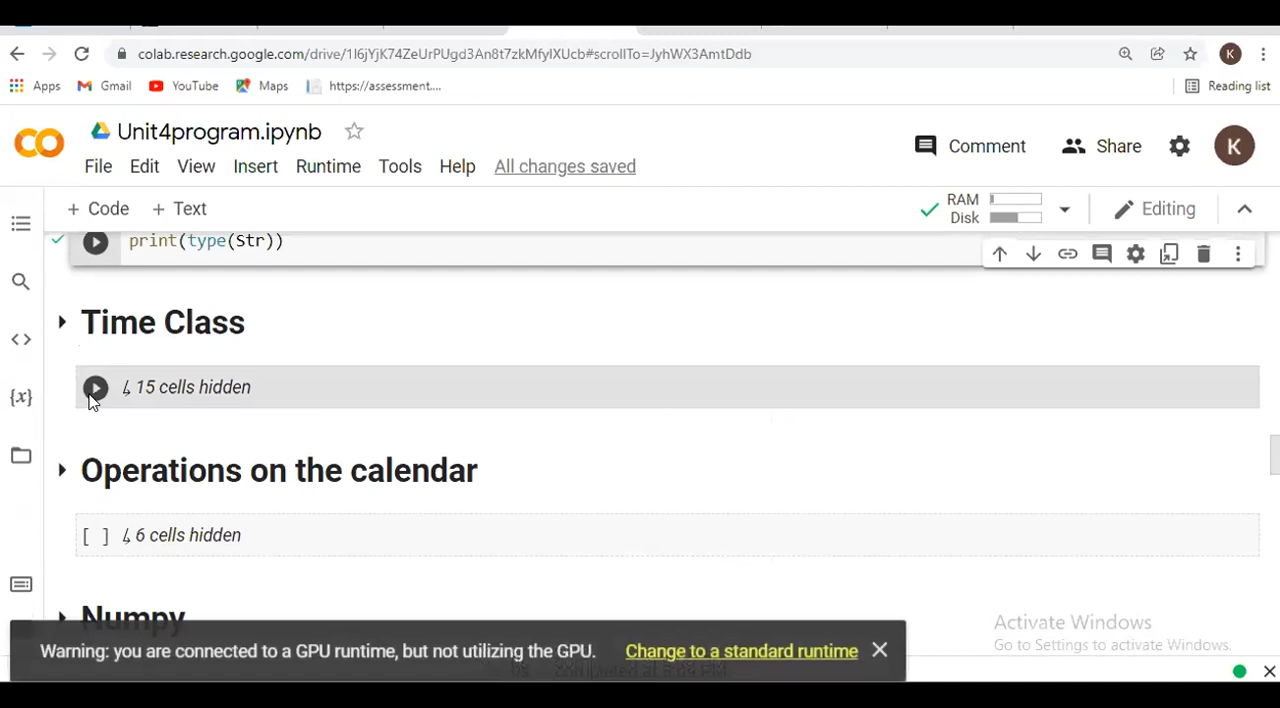 colab.research.google.com/drive/1I6jYjK74ZeUrPUgd3An8t7zkMfyIXUcb#scrollTo=JyhWX3AmtDdb
K
Apps Gmail YouTube Maps https://assessment.... Reading list
CO Unit4program.ipynb
Comment Share K
File Edit View Insert Runtime Tools Help All changes saved
+ Code + Text
RAM
Disk
Editing
print(type(Str))
Time Class
15 cells hidden
{x}
Operations on the calendar
[ ] 6 cells hidden
Numpy
Activate Windows
Go to Settings to activate Windows.
Warning: you are connected to a GPU runtime, but not utilizing the GPU. Change to a standard runtime